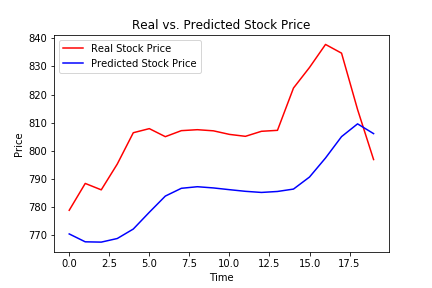 Real vs. Predicted Stock Price
Real Stock Price
Predicted Stock Price
840
830
820
810
800
790
780
770
Price
0.0 2.5 5.0 7.5 10.0 12.5 15.0 17.5
Time